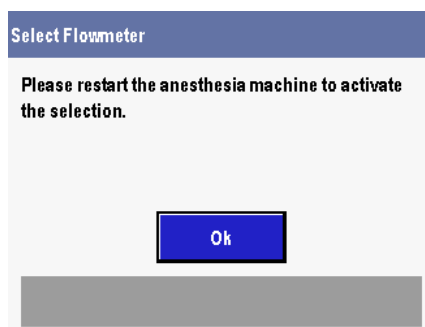 Select Flowmeter
Please restart the anesthesia machine to activate
the selection.
Ok